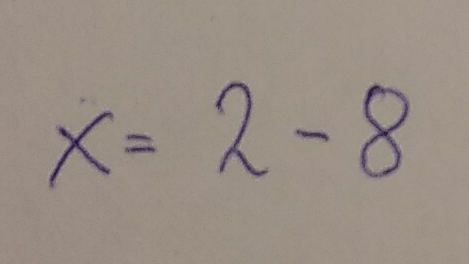 x = 2 - 8